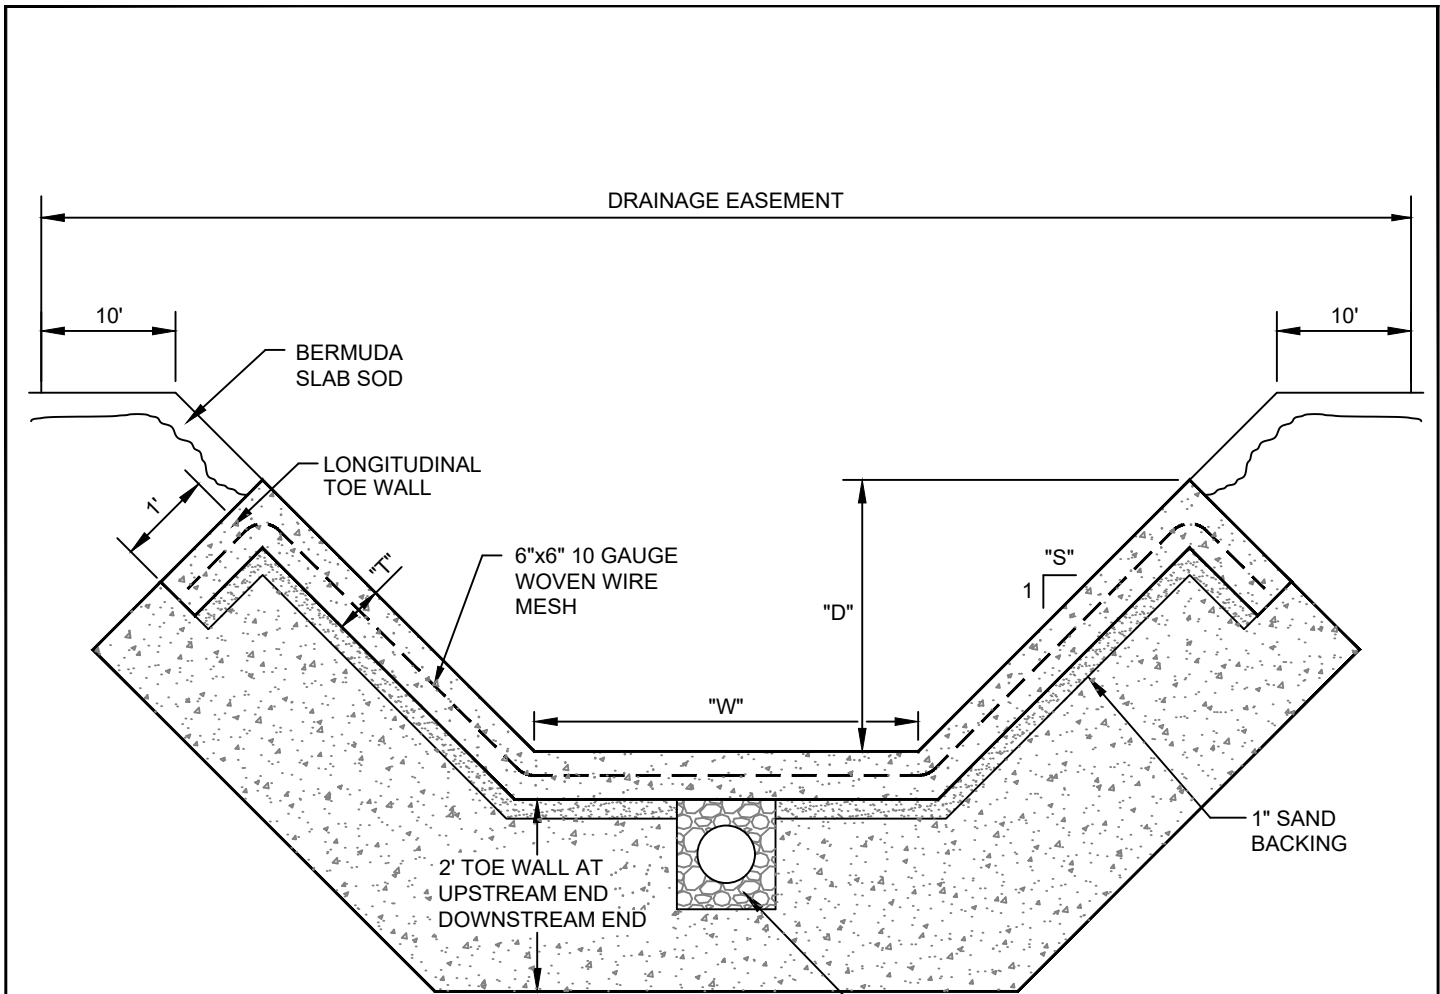 DRAINAGE EASEMENT
10'
10'
BERMUDA
SLAB SOD
LONGITUDINAL
TOE WALL
1'
"T"
6"x6" 10 GAUGE
WOVEN WIRE
MESH
"S"
1
"D"
"W"
1" SAND
BACKING
2' TOE WALL AT
UPSTREAM END
DOWNSTREAM END